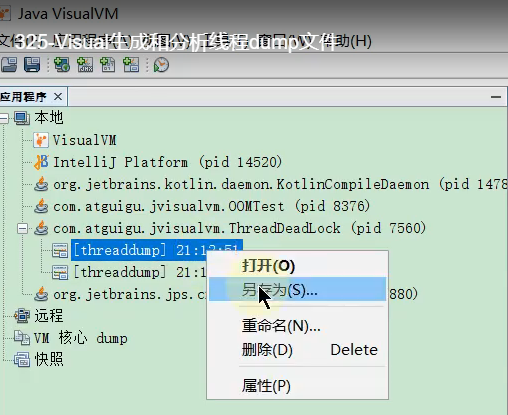 Java VisualVM
325-Visual生成和分析线程dump文件
帮助(H)
应用程序
本地
VisualVM
IntelliJ Platform (pid 14520)
org.jetbrains.kotlin.daemon.KotlinCompileDaemon (pid 1478
com.atguigu.jvisualvm.OOMTest (pid 8376)
com.atguigu.jvisualvm.ThreadDeadLock (pid 7560)
[threaddump] 21:12:51
[threaddump] 21:1
打开(O)
org.jetbrains.jps.c
880)
另存为(S)...
远程
重命名(N)...
VM 核心 dump
删除(D) Delete
快照
属性(P)